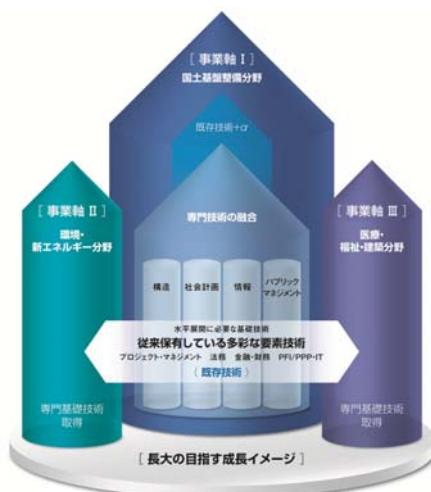 [ 事業軸Ⅰ ]
国土基盤整備分野
既存技術+α
[ 事業軸Ⅱ ]
環境・
新エネルギー分野
専門技術の融合
[ 事業軸Ⅲ ]
医療・
福祉・建築分野
構造
社会計画
情報
パブリック
マネジメント
水平展開に必要な基礎技術
従来保有している多彩な要素技術
プロジェクト・マネジメント 法務 金融・財務 PFI/PPP・IT
(既存技術)
専門基礎技術
取得
専門基礎技術
取得
[ 長大の目指す成長イメージ ]